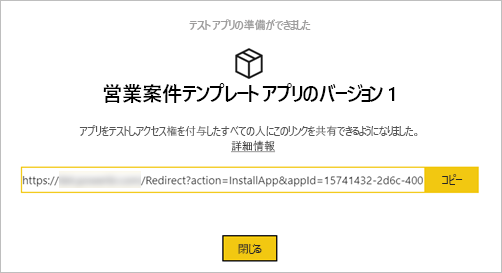 テスト アプリの準備ができました
営業案件テンプレート アプリのバージョン 1
アプリをテストしアクセス権を付与したすべての人にこのリンクを共有できるようになりました。
詳細情報
https:// /Redirect?action=InstallApp&appId=15741432-2d6c-400 コピー
閉じる